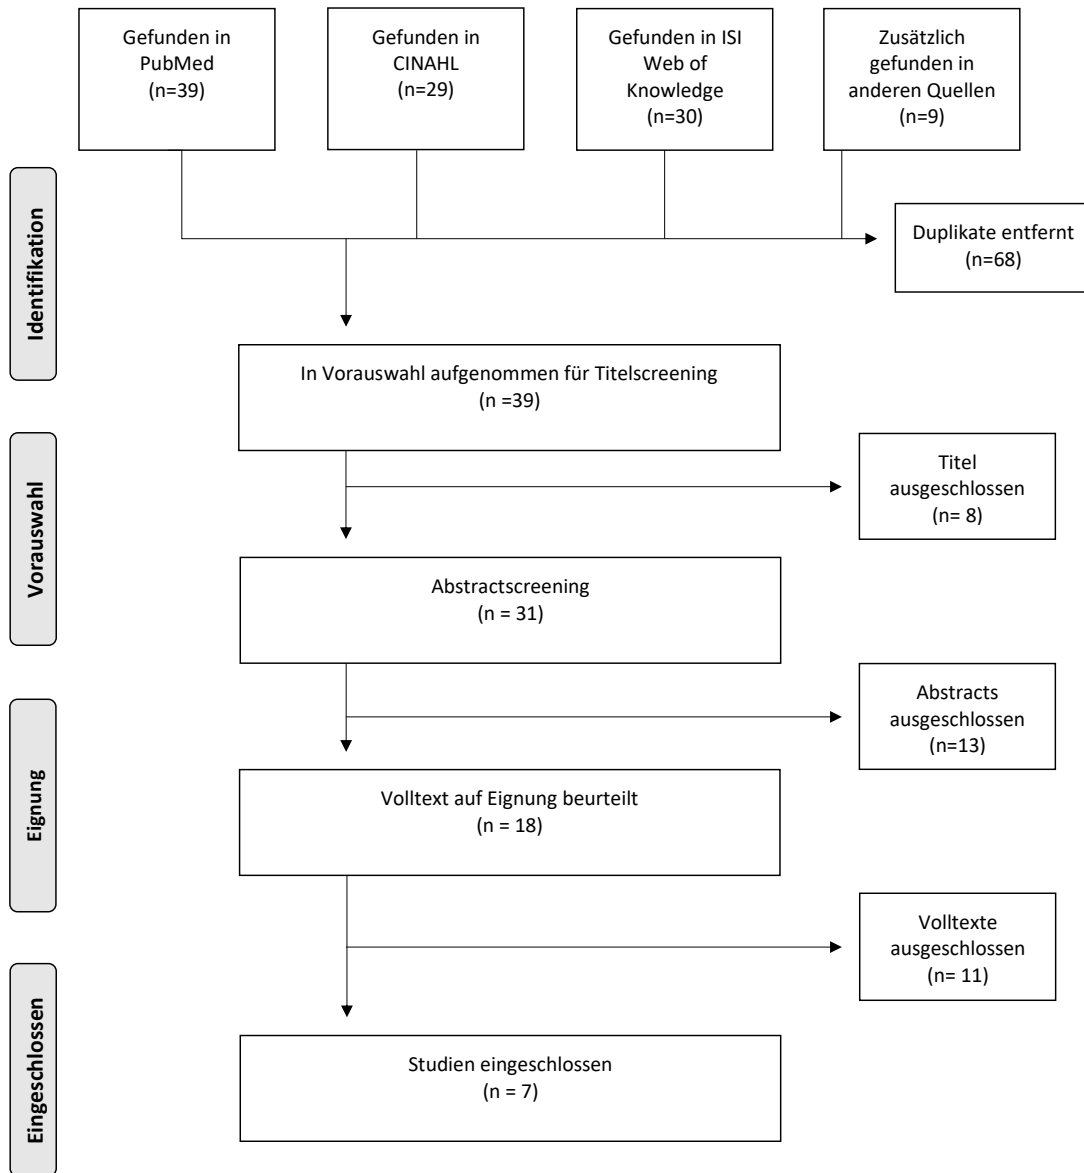 Gefunden in
PubMed
(n=39)
Gefunden in
CINAHL
(n=29)
Gefunden in ISI
Web of
Knowledge
(n=30)
Zusätzlich
gefunden in
anderen Quellen
(n=9)
Identifikation
Duplikate entfernt
(n=68)
In Vorauswahl aufgenommen für Titelscreening
(n =39)
Vorauswahl
Titel
ausgeschlossen
(n= 8)
Abstractscreening
(n = 31)
Abstracts
ausgeschlossen
(n=13)
Eignung
Volltext auf Eignung beurteilt
(n = 18)
Volltexte
ausgeschlossen
(n= 11)
Eingeschlossen
Studien eingeschlossen
(n = 7)